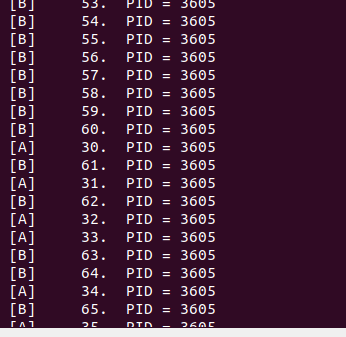 [B] 53. PID = 3605
[B] 54. PID = 3605
[B] 55. PID = 3605
[B] 56. PID = 3605
[B] 57. PID = 3605
[B] 58. PID = 3605
[B] 59. PID = 3605
[B] 60. PID = 3605
[A] 30. PID = 3605
[B] 61. PID = 3605
[A] 31. PID = 3605
[B] 62. PID = 3605
[A] 32. PID = 3605
[A] 33. PID = 3605
[B] 63. PID = 3605
[B] 64. PID = 3605
[A] 34. PID = 3605
[B] 65. PID = 3605
[A] 35. PID = 3605